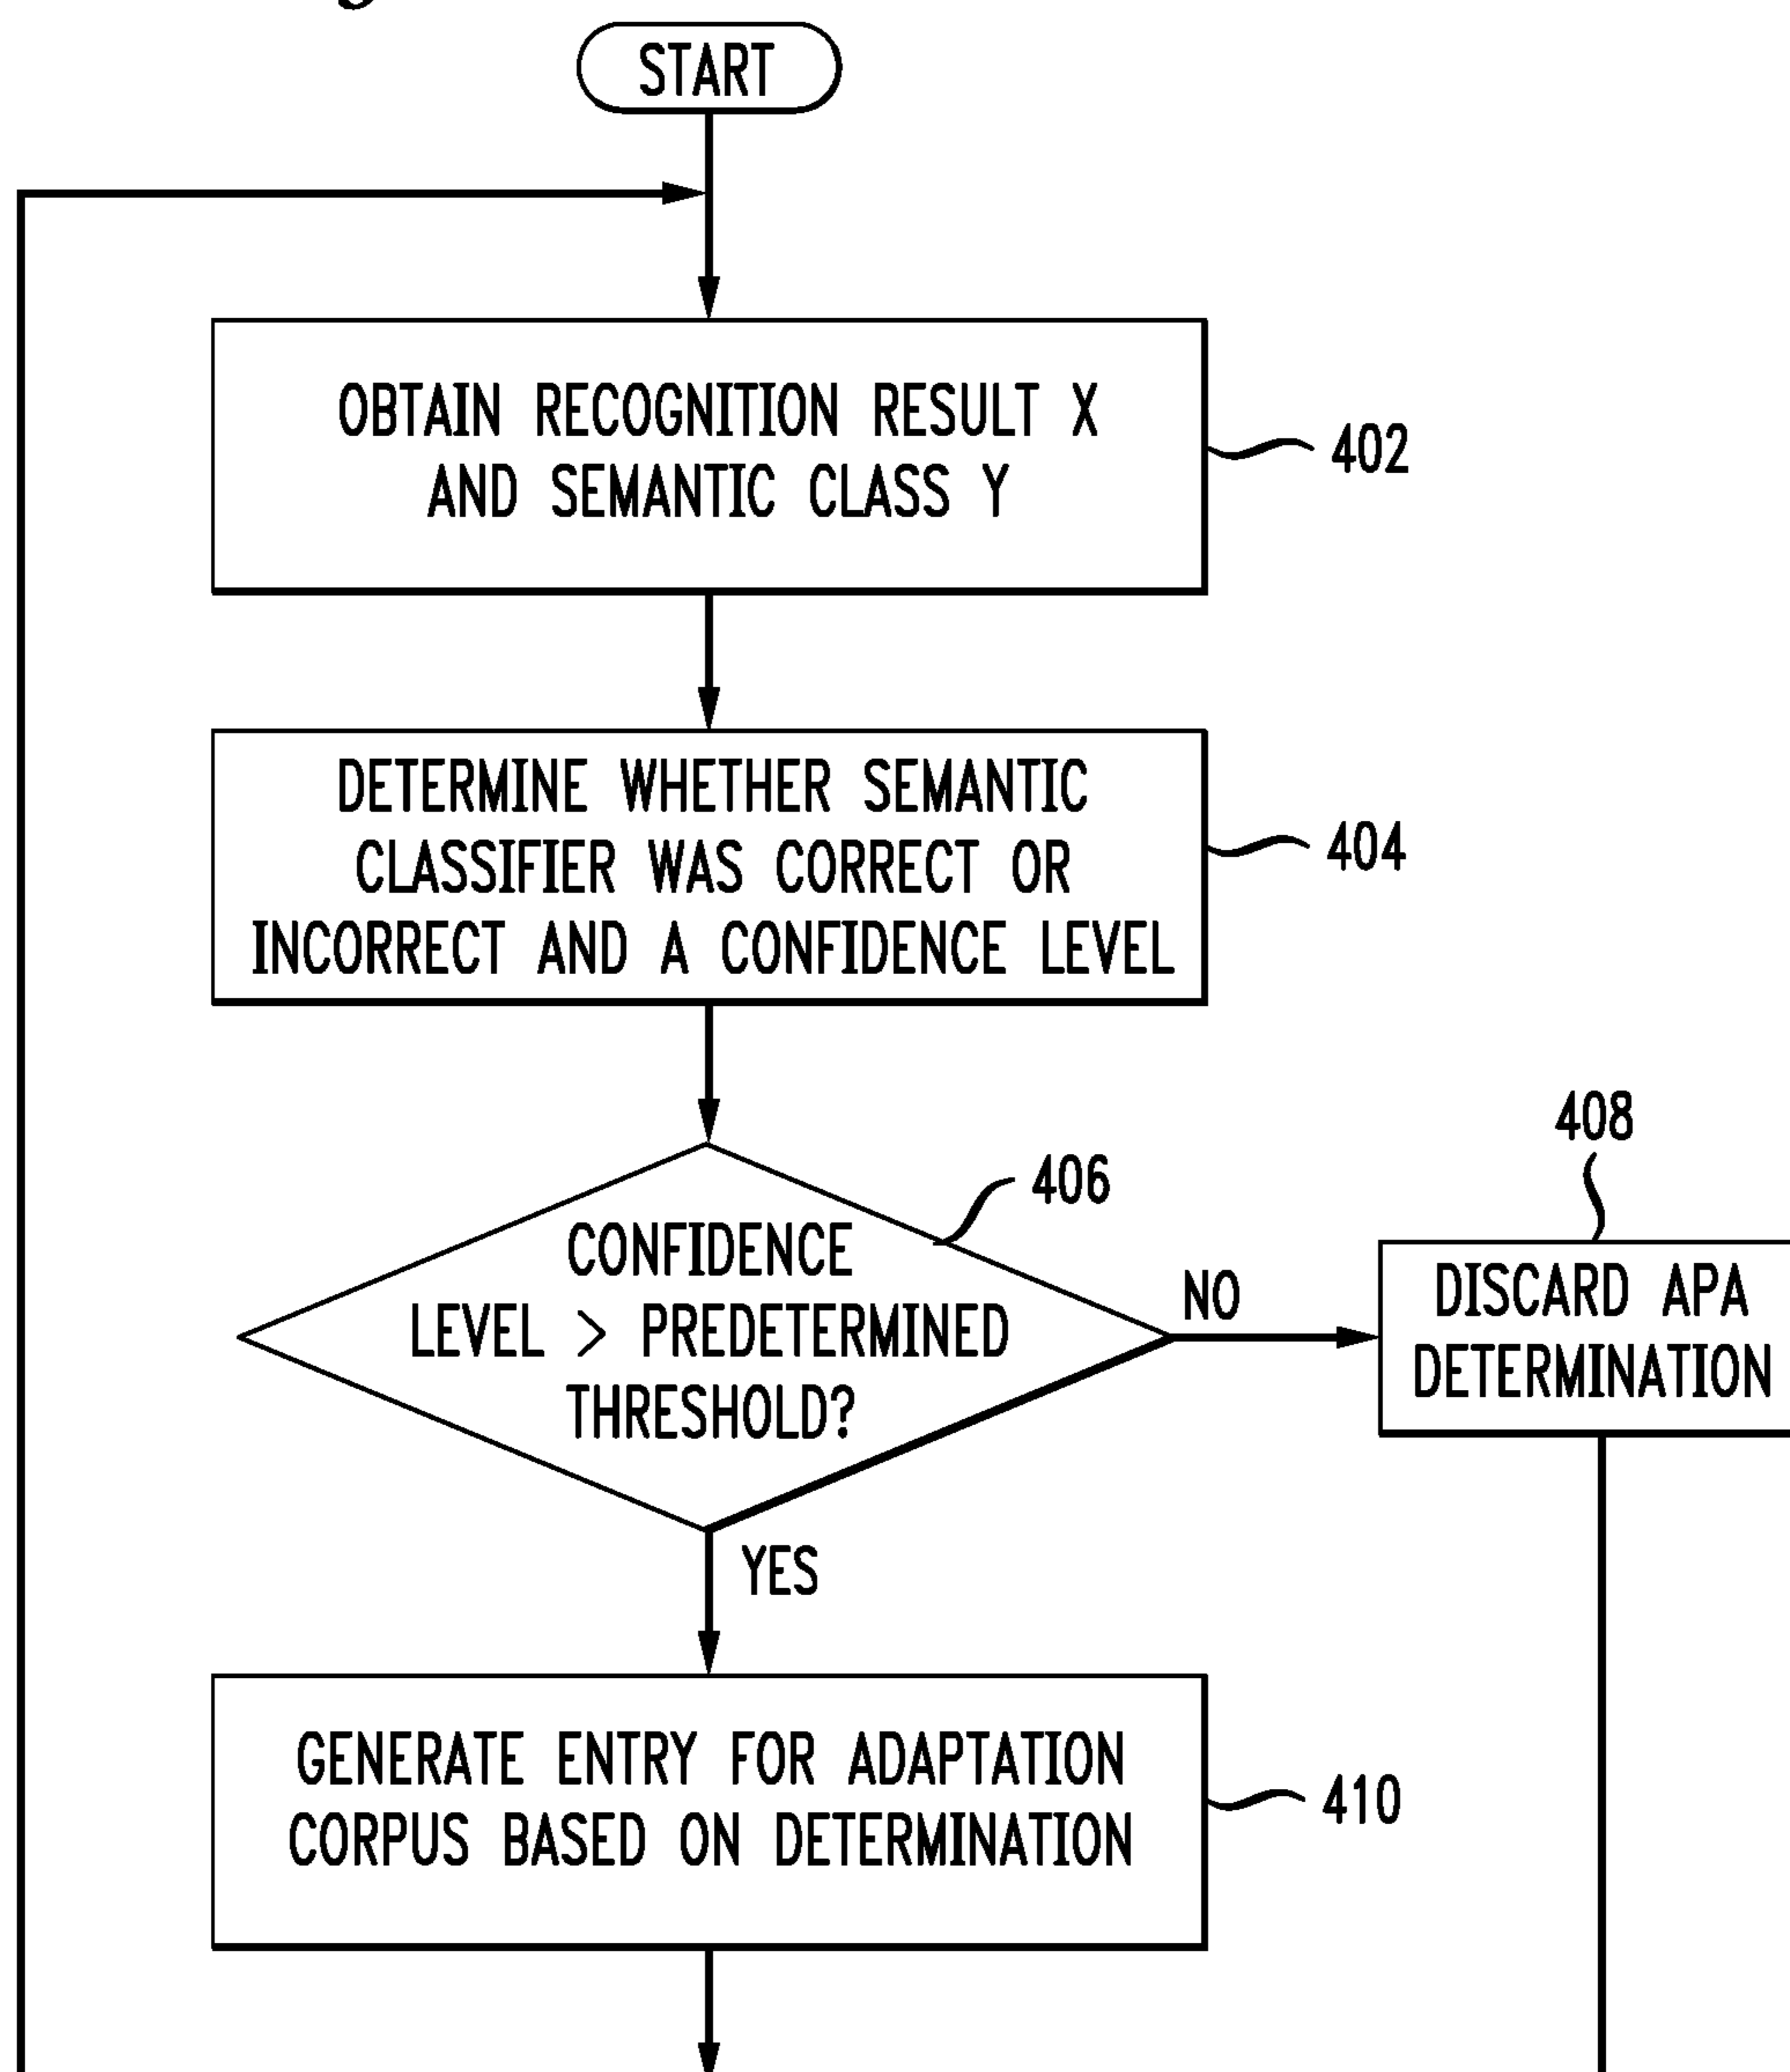 START
OBTAIN RECOGNITION RESULT X
AND SEMANTIC CLASS Y
402
DETERMINE WHETHER SEMANTIC
CLASSIFIER WAS CORRECT OR
INCORRECT AND A CONFIDENCE LEVEL
404
406
CONFIDENCE
LEVEL > PREDETERMINED
THRESHOLD?
NO
408
DISCARD APA
DETERMINATION
YES
GENERATE ENTRY FOR ADAPTATION
CORPUS BASED ON DETERMINATION
410